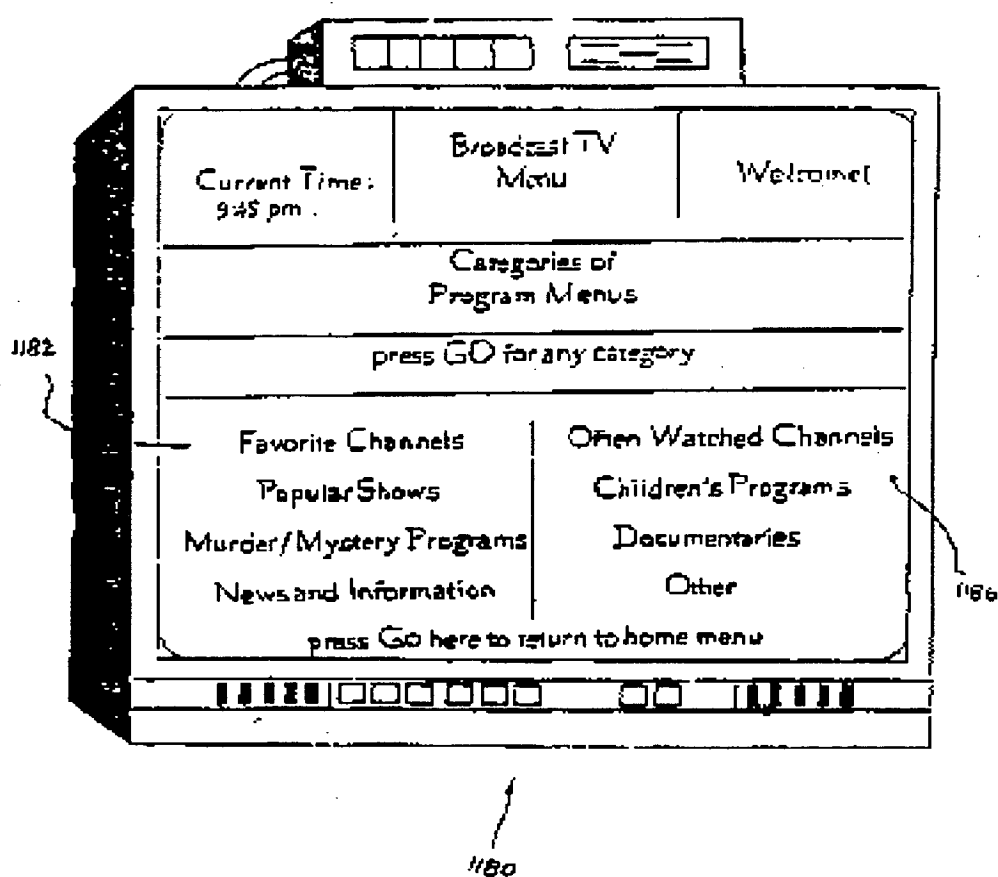 Current Time:
9:45 pm.
Broadcast TV
Menu
Welcome!
Categories of
Program Menus
press GO for any category
1182
Favorite Channels
Popular Shows
Murder/Mystery Programs
News and Information
Often Watched Channels
Children's Programs
Documentaries
Other
1186
press Go here to return to home menu
1180